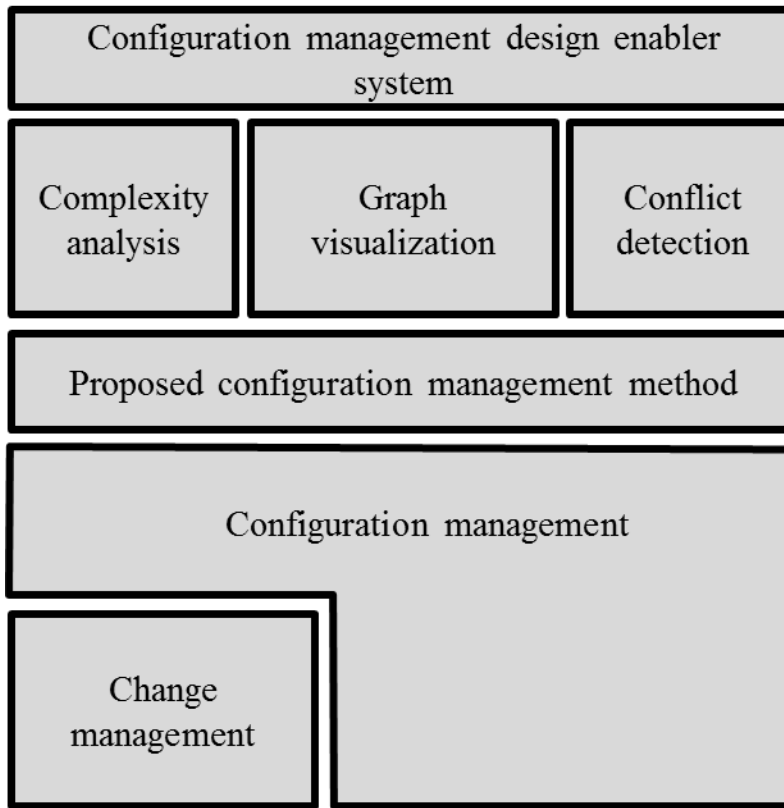 Configuration management design enabler
system
Complexity
analysis
Graph
visualization
Conflict
detection
Proposed configuration management method
Configuration management
Change
management